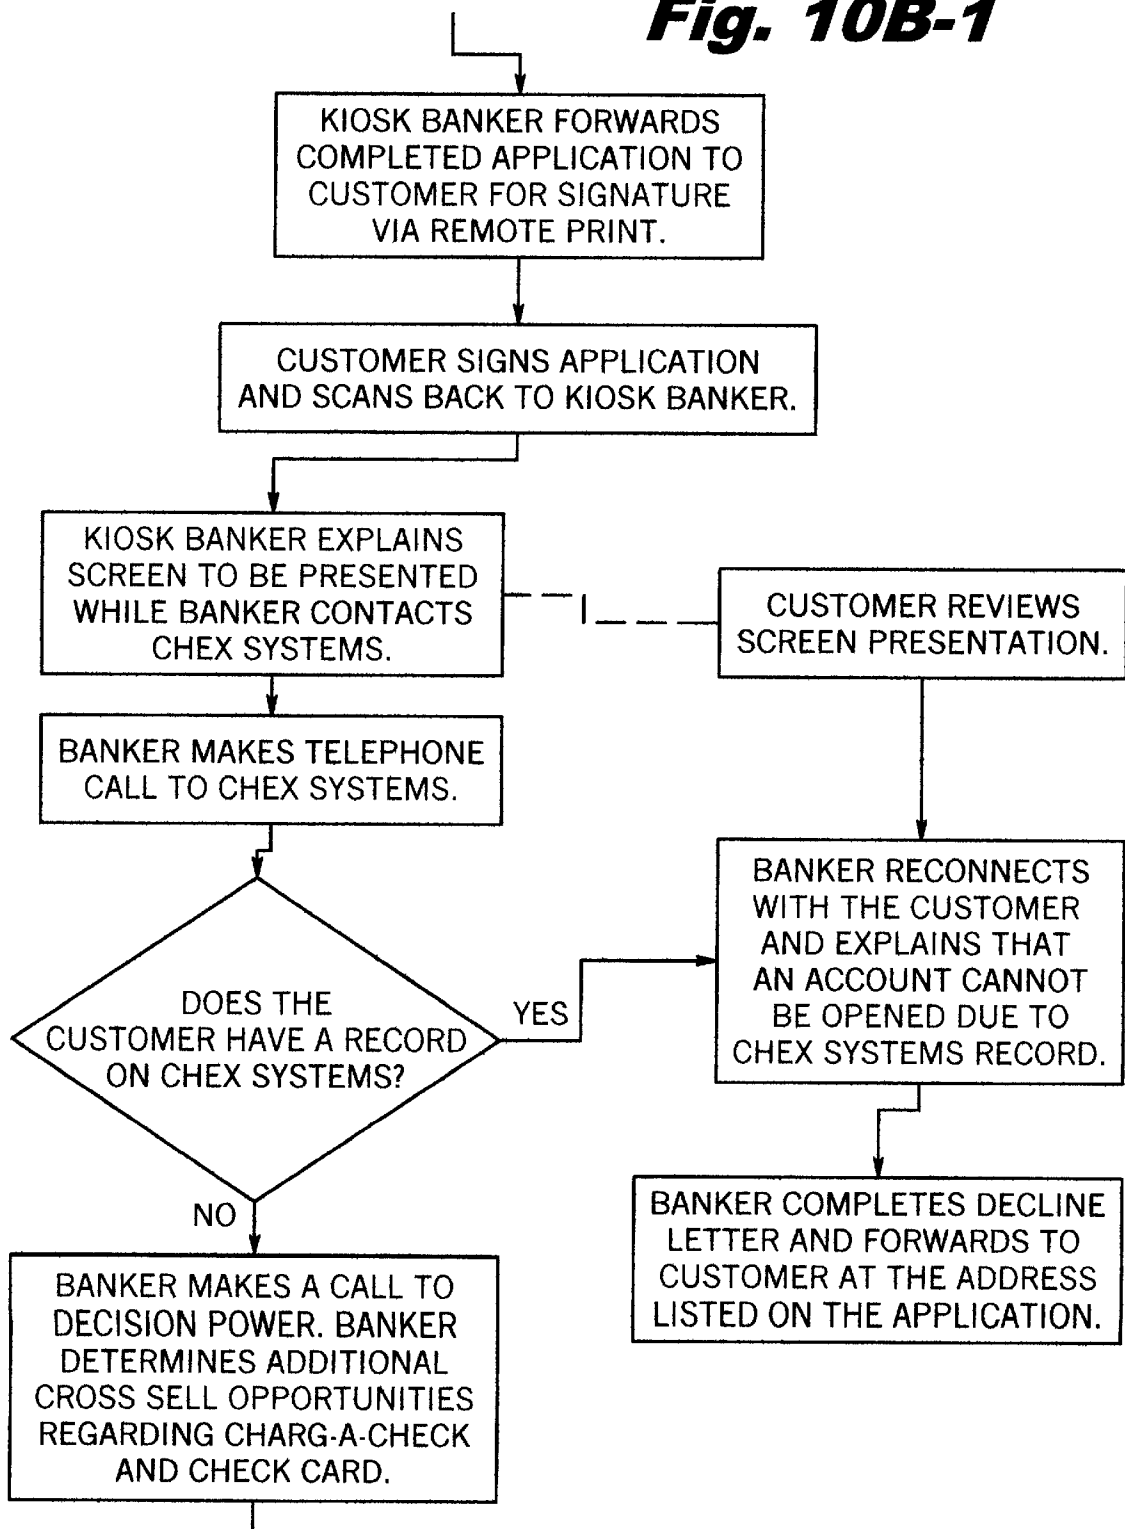 Fig. 10B-1
KIOSK BANKER FORWARDS
COMPLETED APPLICATION TO
CUSTOMER FOR SIGNATURE
VIA REMOTE PRINT.
CUSTOMER SIGNS APPLICATION
AND SCANS BACK TO KIOSK BANKER.
KIOSK BANKER EXPLAINS
SCREEN TO BE PRESENTED
WHILE BANKER CONTACTS
CHEX SYSTEMS.
CUSTOMER REVIEWS
SCREEN PRESENTATION.
BANKER MAKES TELEPHONE
CALL TO CHEX SYSTEMS.
DOES THE
CUSTOMER HAVE A RECORD
ON CHEX SYSTEMS?
YES
BANKER RECONNECTS
WITH THE CUSTOMER
AND EXPLAINS THAT
AN ACCOUNT CANNOT
BE OPENED DUE TO
CHEX SYSTEMS RECORD.
NO
BANKER COMPLETES DECLINE
LETTER AND FORWARDS TO
CUSTOMER AT THE ADDRESS
LISTED ON THE APPLICATION.
BANKER MAKES A CALL TO
DECISION POWER. BANKER
DETERMINES ADDITIONAL
CROSS SELL OPPORTUNITIES
REGARDING CHARG-A-CHECK
AND CHECK CARD.